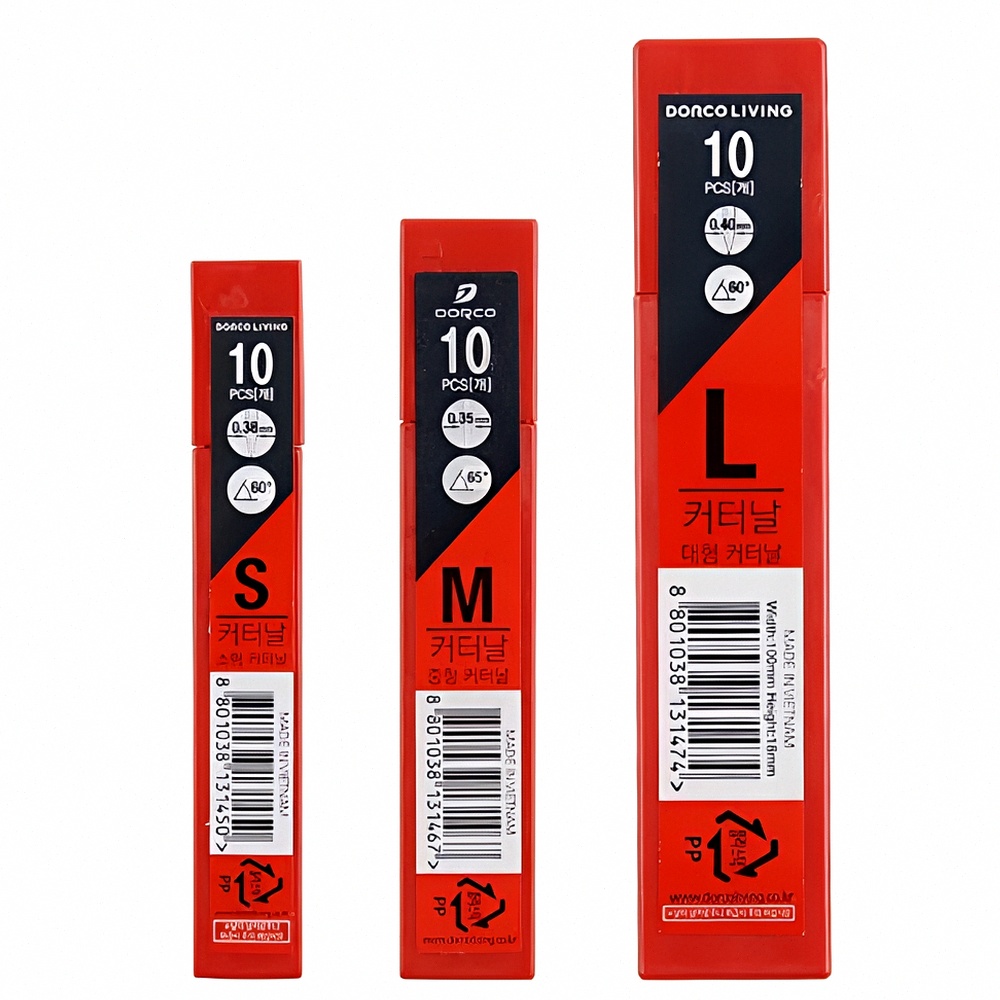 DORCO LIVING
10
PCS[개]
0.38mm
60°
S
커터날
소형 커터날
8 801038 131450 >
MADE IN VIETNAM
PP
DORCO
10
PCS[개]
0.35mm
65°
M
커터날
중형 커터날
8 801038 131467 >
MADE IN VIETNAM
PP
DORCO LIVING
10
PCS[개]
0.40mm
60°
L
커터날
대형 커터날
8 801038 131474 >
Width:100mm Height:18mm
MADE IN VIETNAM
PP